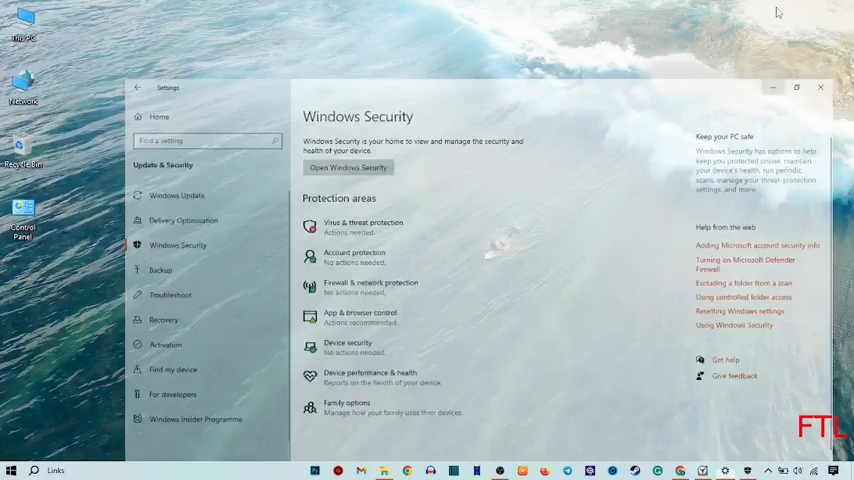 This PC
Network
Recycle Bin
Control
Panel
Settings
Home
Find a setting
Update & Security
Windows Update
Delivery Optimisation
Windows Security
Backup
Troubleshoot
Recovery
Activation
Find my device
For developers
Windows Insider Programme
Windows Security
Windows Security is your home to view and manage the security and
health of your device.
Open Windows Security
Protection areas
Virus & threat protection
Actions needed.
Account protection
No actions needed.
Firewall & network protection
No actions needed.
App & browser control
Actions recommended.
Device security
No actions needed.
Device performance & health
Reports on the health of your device.
Family options
Manage how your family uses their devices.
Keep your PC safe
Windows Security has options to help
keep you protected online, maintain
your device's health, run periodic
scans, manage your threat-protection
settings, and more.
Help from the web
Adding Microsoft account security info
Turning on Microsoft Defender
Firewall
Excluding a folder from a scan
Using controlled folder access
Resetting Windows settings
Using Windows Security
Get help
Give feedback
FTL
Links